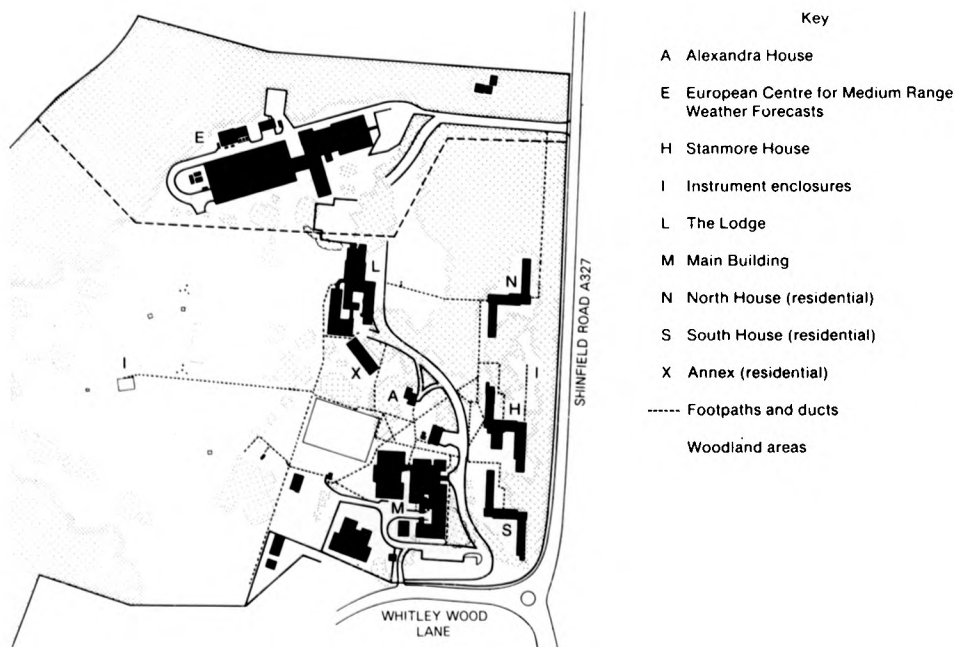 Key
A Alexandra House
E European Centre for Medium Range
Weather Forecasts
H Stanmore House
I Instrument enclosures
L The Lodge
M Main Building
N North House (residential)
S South House (residential)
X Annex (residential)
Footpaths and ducts
Woodland areas
E
L
N
I
X
A
I
H
M
S
SHINFIELD ROAD A327
WHITLEY WOOD
LANE